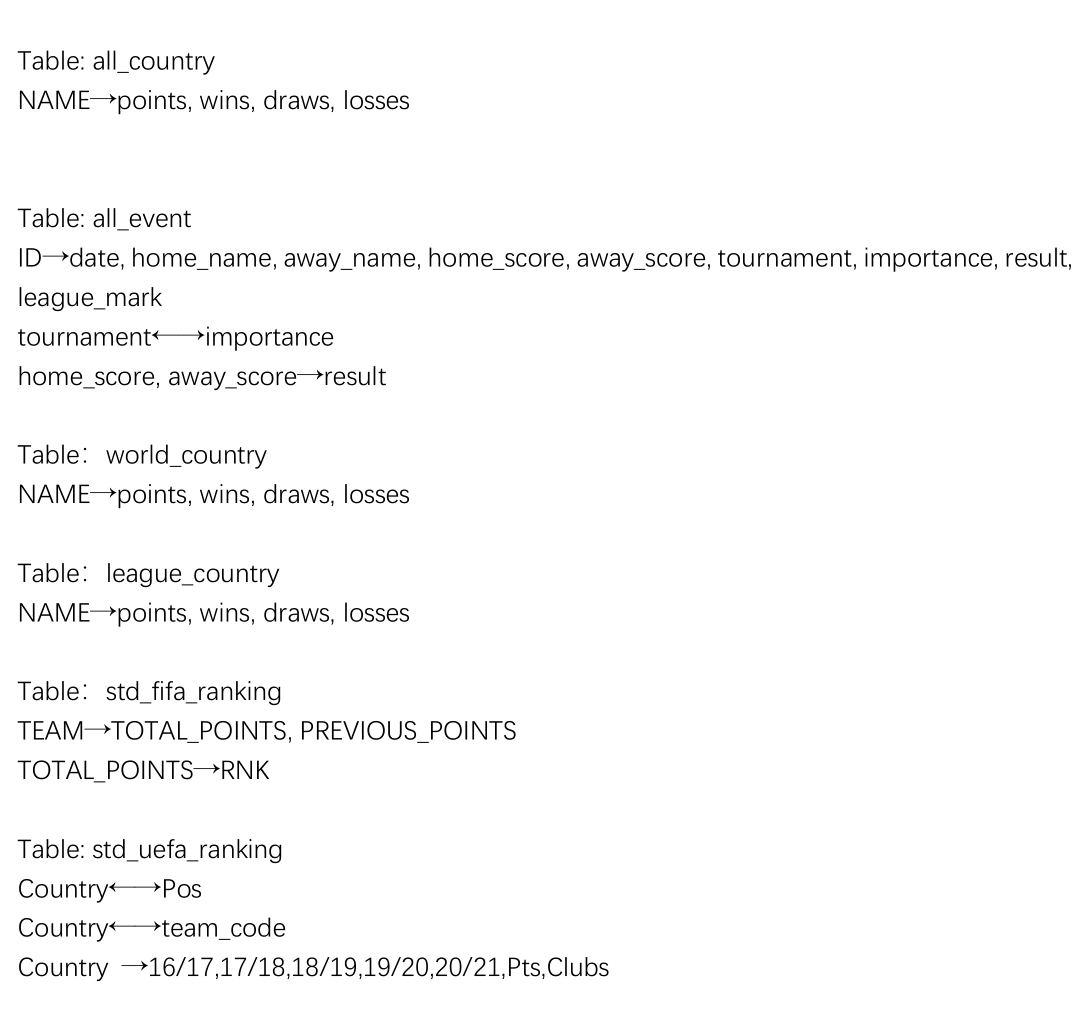 Table: all_country
NAME→points, wins, draws, losses
Table: all_event
ID→date, home_name, away_name, home_score, away_score, tournament, importance, result,
league_mark
tournament⟷importance
home_score, away_score→result
Table： world_country
NAME→points, wins, draws, losses
Table： league_country
NAME→points, wins, draws, losses
Table： std_fifa_ranking
TEAM→TOTAL_POINTS, PREVIOUS_POINTS
TOTAL_POINTS→RNK
Table: std_uefa_ranking
Country⟷Pos
Country⟷team_code
Country →16/17,17/18,18/19,19/20,20/21,Pts,Clubs